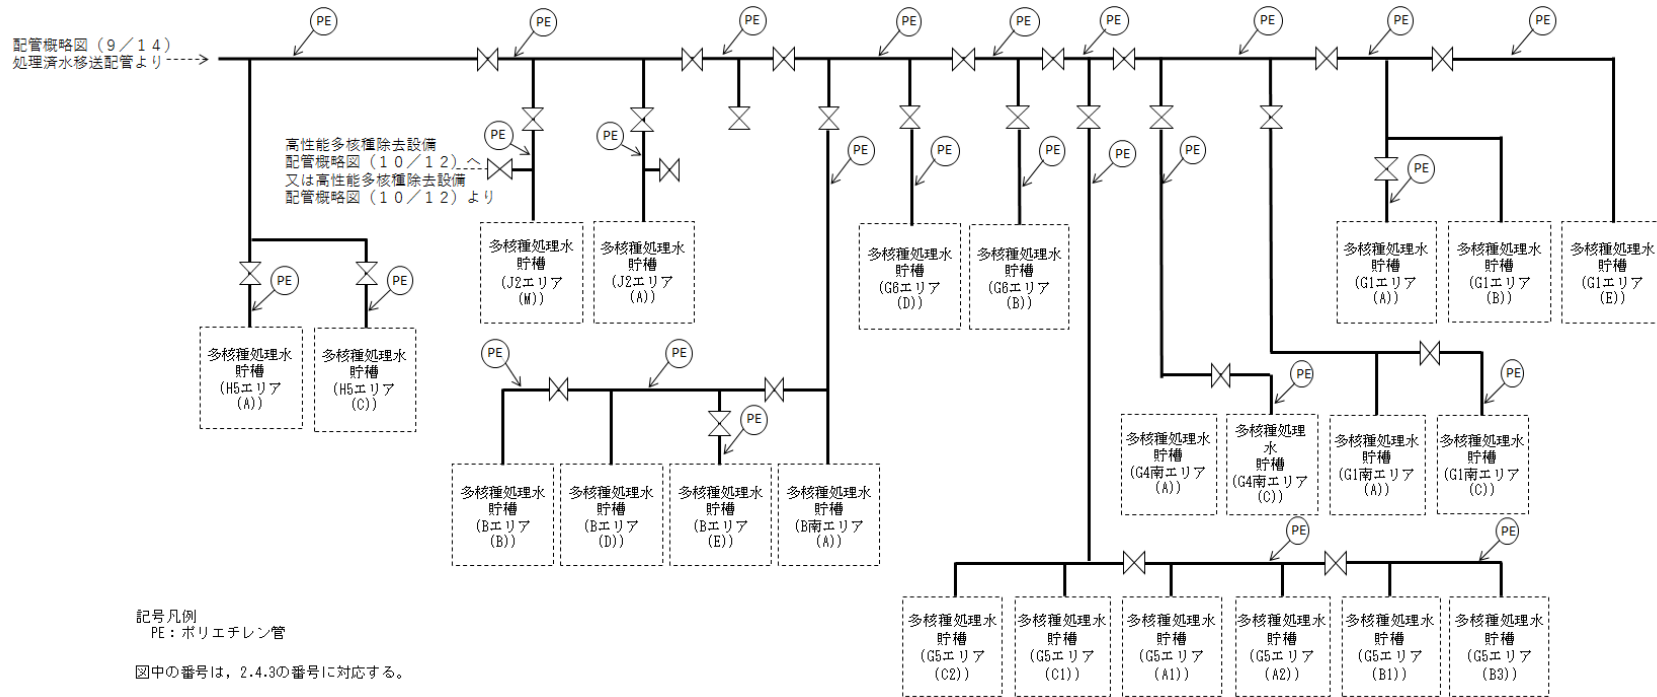 PE
PE
PE
PE
PE
PE
PE
PE
PE
配管概略図（９／１４）
処理済水移送配管より
高性能多核種除去設備
配管概略図（１０／１２）へ
又は高性能多核種除去設備
配管概略図（１０／１２）より
PE
PE
PE
PE
PE
PE
PE
PE
多核種処理水
貯槽
(J2エリア
(M))
多核種処理水
貯槽
(J2エリア
(A))
多核種処理水
貯槽
(G6エリア
(D))
多核種処理水
貯槽
(G6エリア
(B))
多核種処理水
貯槽
(G1エリア
(A))
多核種処理水
貯槽
(G1エリア
(B))
多核種処理水
貯槽
(G1エリア
(E))
PE
PE
多核種処理水
貯槽
(H5エリア
(A))
多核種処理水
貯槽
(H5エリア
(C))
PE
PE
PE
PE
PE
多核種処理水
貯槽
(G4南エリア
(A))
多核種処理
水
貯槽
(G4南エリア
(C))
多核種処理水
貯槽
(G1南エリア
(A))
多核種処理水
貯槽
(G1南エリア
(C))
多核種処理水
貯槽
(Bエリア
(B))
多核種処理水
貯槽
(Bエリア
(D))
多核種処理水
貯槽
(Bエリア
(E))
多核種処理水
貯槽
(B南エリア
(A))
PE
PE
多核種処理水
貯槽
(G5エリア
(C2))
多核種処理水
貯槽
(G5エリア
(C1))
多核種処理水
貯槽
(G5エリア
(A1))
多核種処理水
貯槽
(G5エリア
(A2))
多核種処理水
貯槽
(G5エリア
(B1))
多核種処理水
貯槽
(G5エリア
(B3))
記号凡例
PE：ポリエチレン管
図中の番号は，2.4.3の番号に対応する。